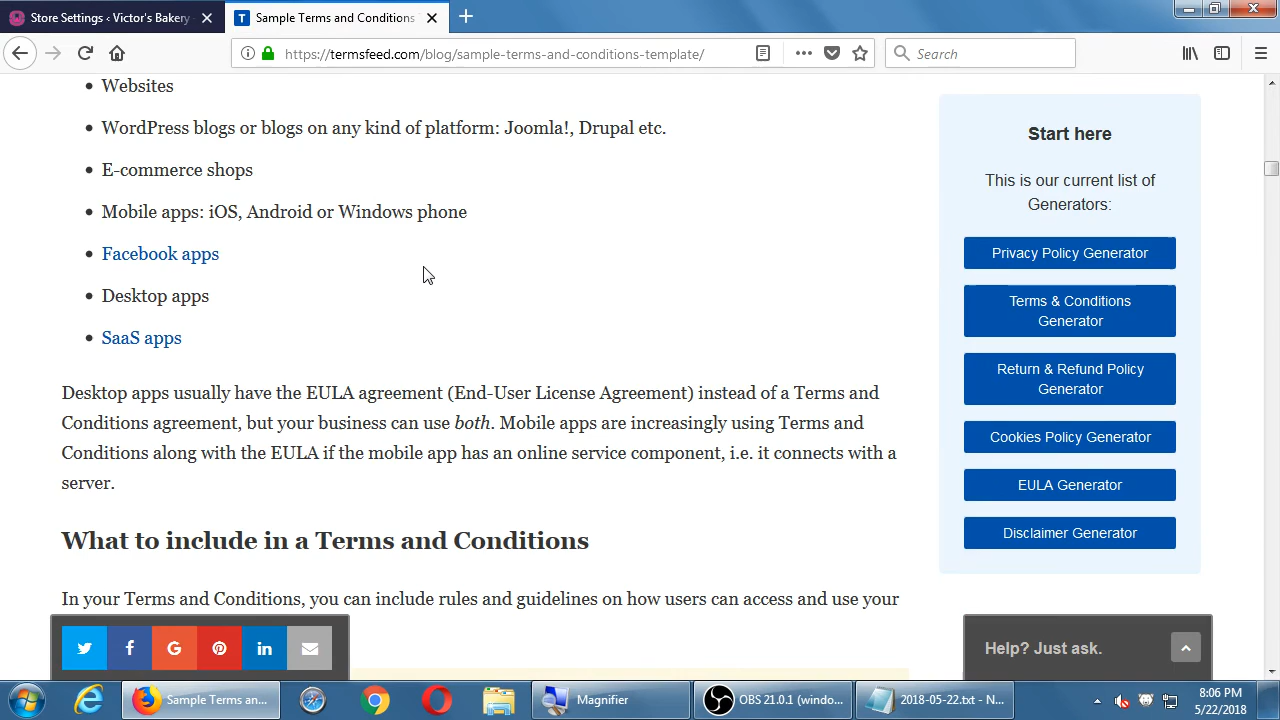 Store Settings ‹ Victor's Bakery
Sample Terms and Conditions
https://termsfeed.com/blog/sample-terms-and-conditions-template/
Search
Websites
WordPress blogs or blogs on any kind of platform: Joomla!, Drupal etc.
E-commerce shops
Mobile apps: iOS, Android or Windows phone
Facebook apps
Desktop apps
SaaS apps
Desktop apps usually have the EULA agreement (End-User License Agreement) instead of a Terms and
Conditions agreement, but your business can use both. Mobile apps are increasingly using Terms and
Conditions along with the EULA if the mobile app has an online service component, i.e. it connects with a
server.
What to include in a Terms and Conditions
In your Terms and Conditions, you can include rules and guidelines on how users can access and use your
Start here
This is our current list of
Generators:
Privacy Policy Generator
Terms & Conditions
Generator
Return & Refund Policy
Generator
Cookies Policy Generator
EULA Generator
Disclaimer Generator
Help? Just ask.
Sample Terms an...
Magnifier
OBS 21.0.1 (windo...
2018-05-22.txt - N...
8:06 PM
5/22/2018